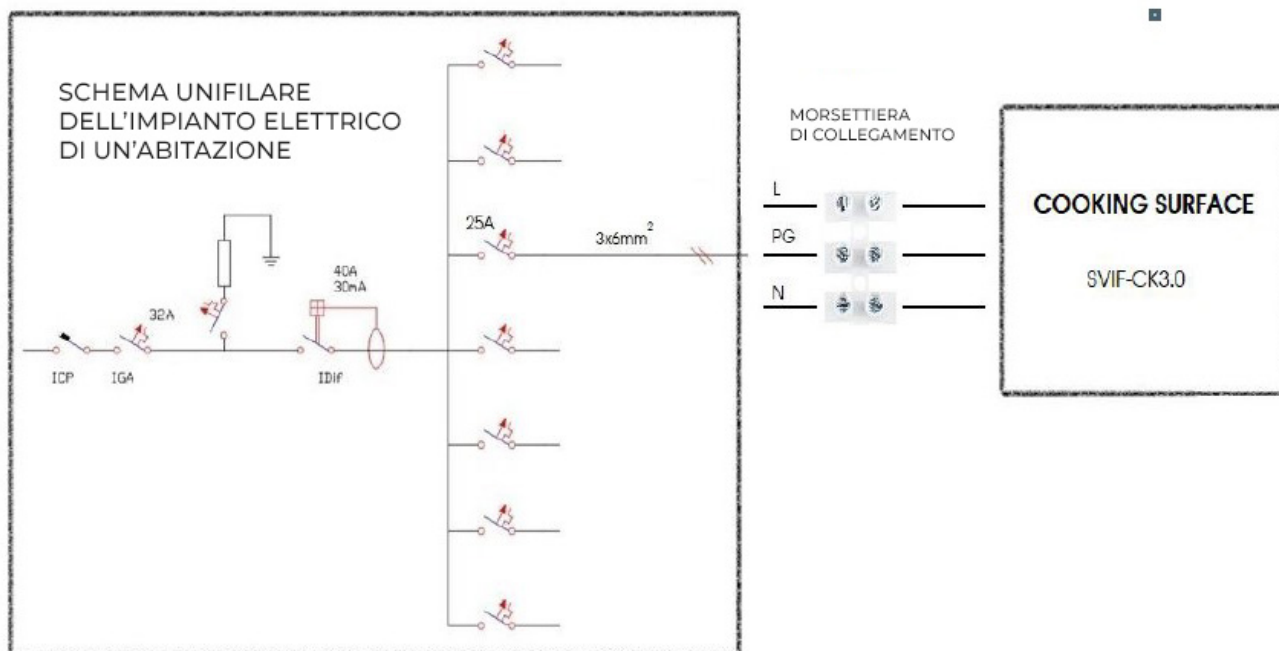 SCHEMA UNIFILARE
DELL'IMPIANTO ELETTRICO
DI UN'ABITAZIONE
32A
ICP
IGA
40A
30mA
IDif
25A
3x6mm²
MORSETTIERA
DI COLLEGAMENTO
L
PG
N
COOKING SURFACE
SVIF-CK3.0